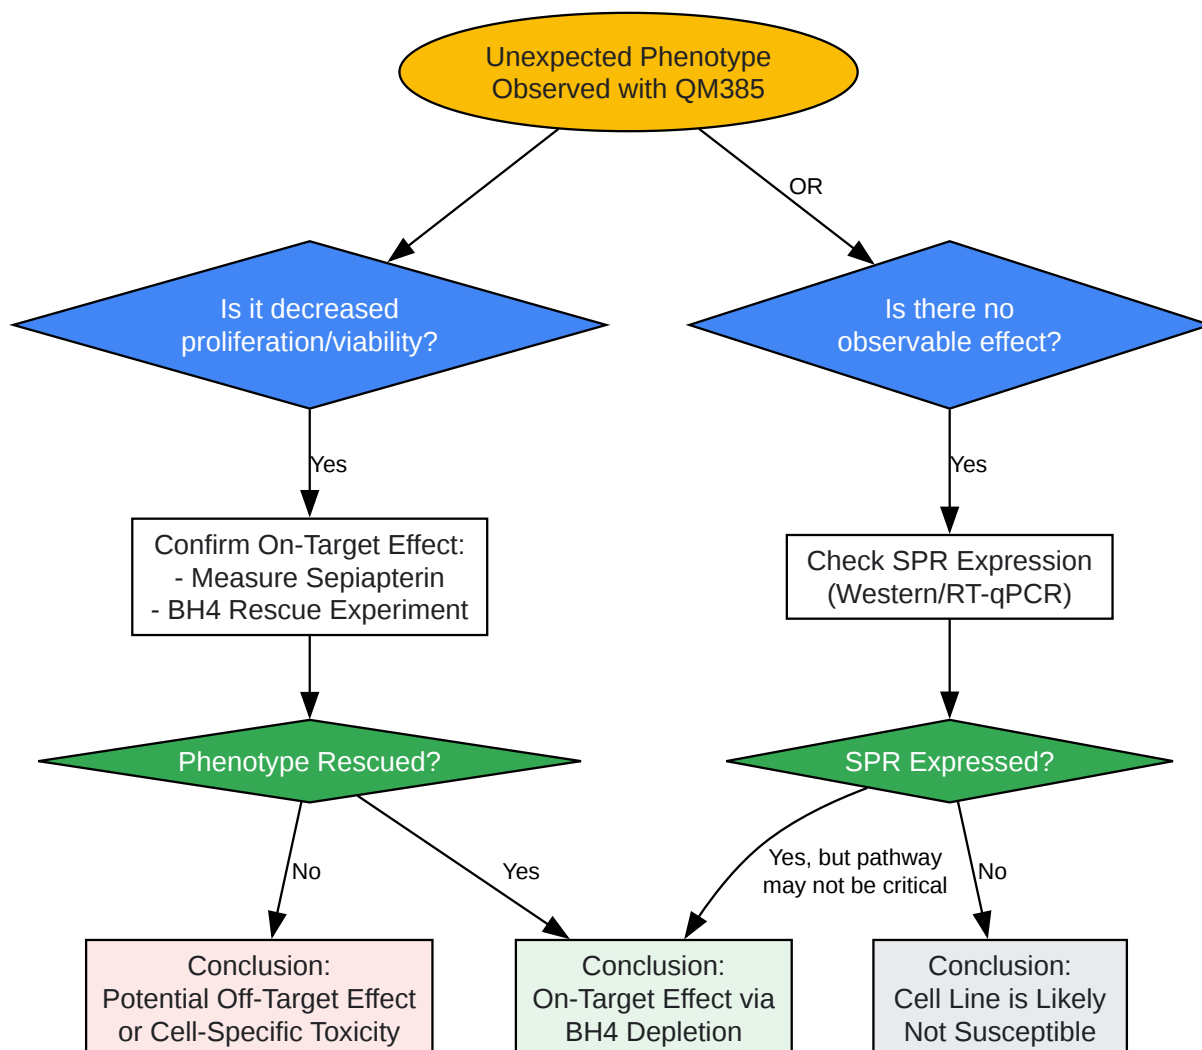 Unexpected Phenotype
Observed with QM385
OR
Is it decreased
proliferation/viability?
Is there no
observable effect?
Yes
Yes
Confirm On-Target Effect:
- Measure Sepiapterin
- BH4 Rescue Experiment
Check SPR Expression
(Western/RT-qPCR)
Phenotype Rescued?
SPR Expressed?
No
Yes
Yes, but pathway
may not be critical
No
Conclusion:
Potential Off-Target Effect
or Cell-Specific Toxicity
Conclusion:
On-Target Effect via
BH4 Depletion
Conclusion:
Cell Line is Likely
Not Susceptible